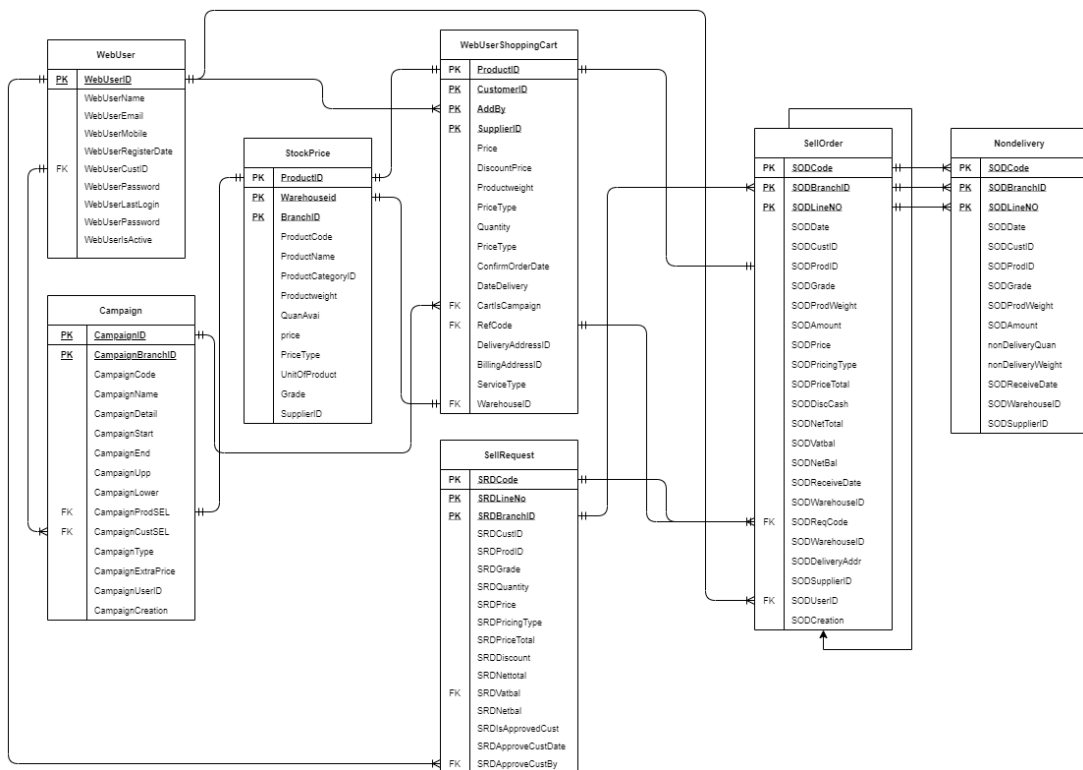 WebUser
PK WebUserID
WebUserName
WebUserEmail
WebUserMobile
WebUserRegisterDate
FK WebUserCustID
WebUserPassword
WebUserLastLogin
WebUserPassword
WebUserIsActive
Campaign
PK CampaignID
PK CampaignBranchID
CampaignCode
CampaignName
CampaignDetail
CampaignStart
CampaignEnd
CampaignUpp
CampaignLower
FK CampaignProdSEL
FK CampaignCustSEL
CampaignType
CampaignExtraPrice
CampaignUserID
CampaignCreation
StockPrice
PK ProductID
PK Warehouseid
PK BranchID
ProductCode
ProductName
ProductCategoryID
Productweight
QuanAvai
price
PriceType
UnitOfProduct
Grade
SupplierID
WebUserShoppingCart
PK ProductID
PK CustomerID
PK AddBy
PK SupplierID
Price
DiscountPrice
Productweight
PriceType
Quantity
PriceType
ConfirmOrderDate
DateDelivery
FK CartIsCampaign
FK RefCode
DeliveryAddressID
BillingAddressID
ServiceType
FK WarehouseID
SellRequest
PK SRDCode
PK SRDLineNo
PK SRDBranchID
SRDCustID
SRDProdID
SRDGrade
SRDQuantity
SRDPrice
SRDPricingType
SRDPriceTotal
SRDDiscount
SRDNettotal
FK SRDVatbal
SRDNetbal
SRDIsApprovedCust
SRDApproveCustDate
FK SRDApproveCustBy
SellOrder
PK SODCode
PK SODBranchID
PK SODLineNO
SODDate
SODCustID
SODProdID
SODGrade
SODProdWeight
SODAmount
SODPrice
SODPricingType
SODPriceTotal
SODDiscCash
SODNetTotal
SODVatbal
SODNetBal
SODReceiveDate
SODWarehouseID
FK SODReqCode
SODWarehouseID
SODDeliveryAddr
SODSupplierID
FK SODUserID
SODCreation
Nondelivery
PK SODCode
PK SODBranchID
PK SODLineNO
SODDate
SODCustID
SODProdID
SODGrade
SODProdWeight
SODAmount
nonDeliveryQuan
nonDeliveryWeight
SODReceiveDate
SODWarehouseID
SODSupplierID